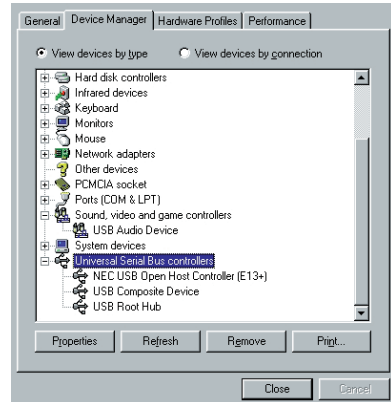 General Device Manager Hardware Profiles Performance
View devices by type View devices by connection
Hard disk controllers
Infrared devices
Keyboard
Monitors
Mouse
Network adapters
Other devices
PCMCIA socket
Ports (COM & LPT)
Sound, video and game controllers
USB Audio Device
System devices
Universal Serial Bus controllers
NEC USB Open Host Controller (E13+)
USB Composite Device
USB Root Hub
Properties Refresh Remove Print...
Close Cancel